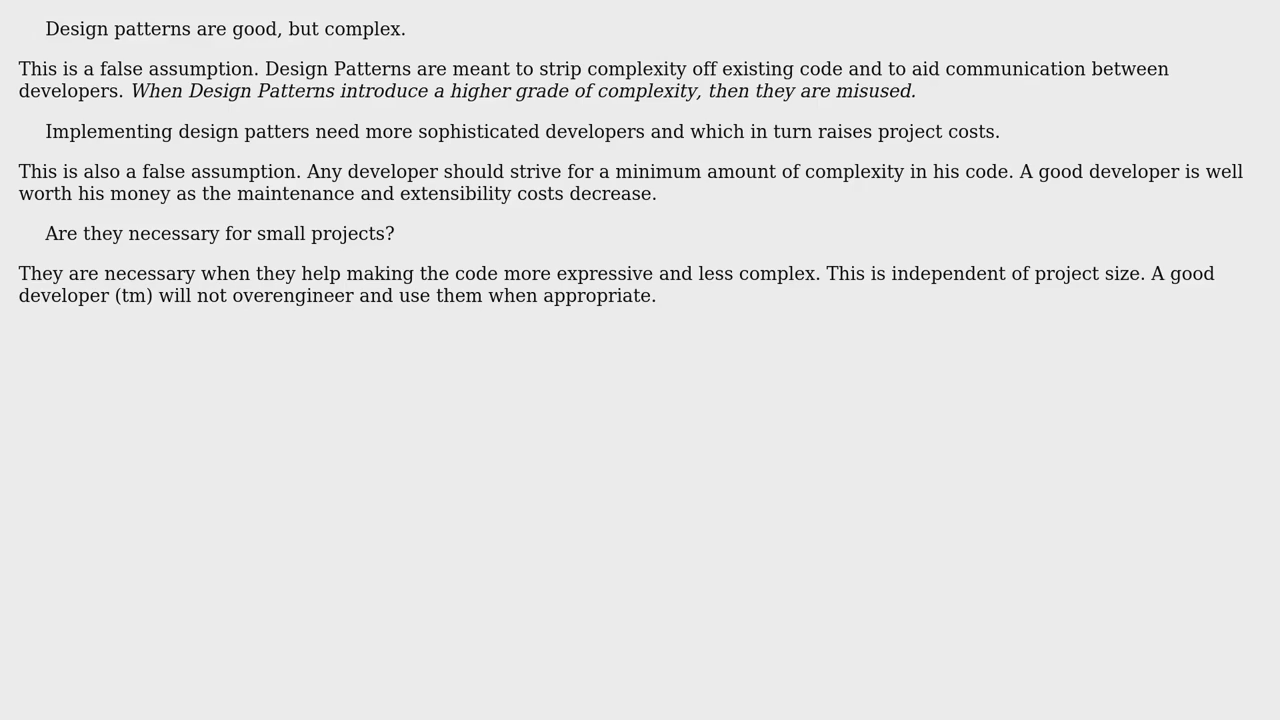 Design patterns are good, but complex.
This is a false assumption. Design Patterns are meant to strip complexity off existing code and to aid communication between
developers. When Design Patterns introduce a higher grade of complexity, then they are misused.
Implementing design patters need more sophisticated developers and which in turn raises project costs.
This is also a false assumption. Any developer should strive for a minimum amount of complexity in his code. A good developer is well
worth his money as the maintenance and extensibility costs decrease.
Are they necessary for small projects?
They are necessary when they help making the code more expressive and less complex. This is independent of project size. A good
developer (tm) will not overengineer and use them when appropriate.